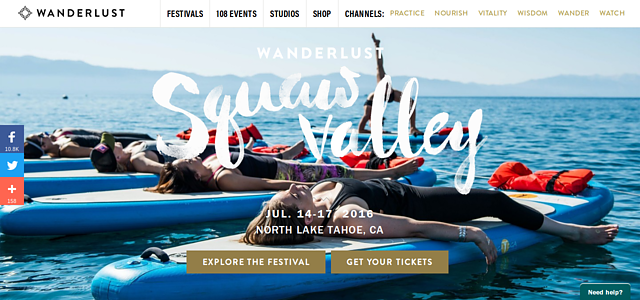 WANDERLUST
FESTIVALS 108 EVENTS STUDIOS SHOP CHANNELS: PRACTICE NOURISH VITALITY WISDOM WANDER WATCH
WANDERLUST
Squaw
Valley
10.8K
158
JUL. 14-17, 2016
NORTH LAKE TAHOE, CA
EXPLORE THE FESTIVAL GET YOUR TICKETS
Need help?